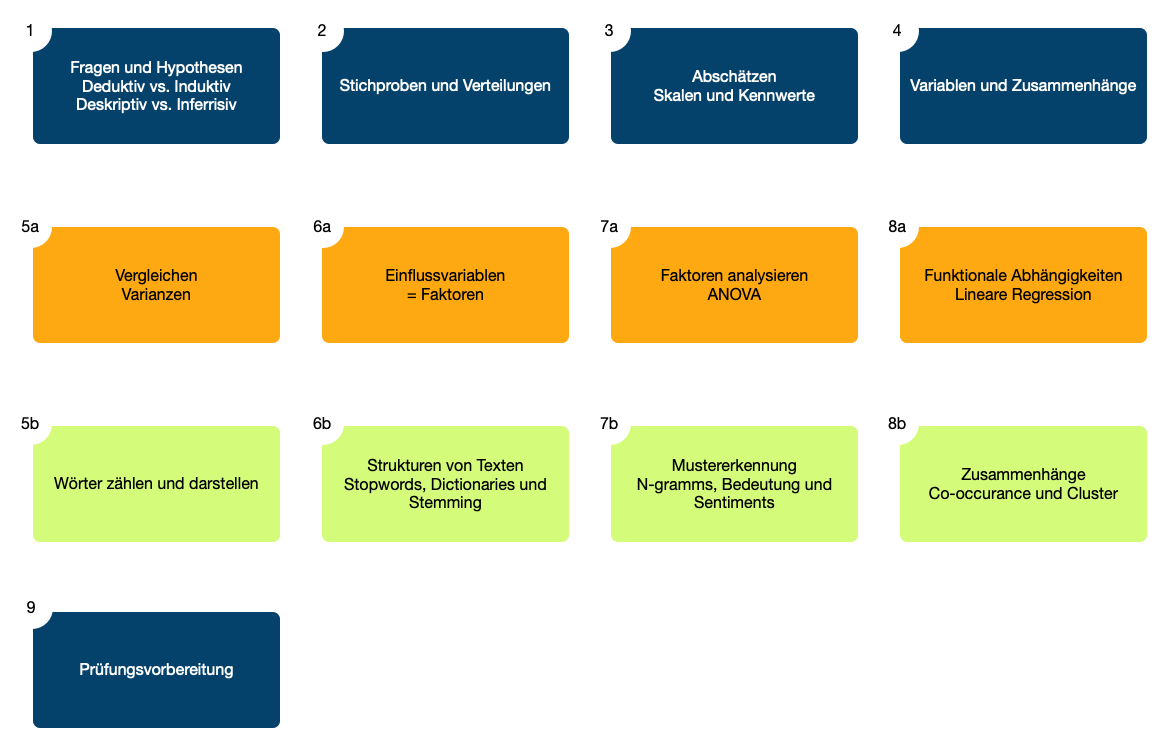 1
Fragen und Hypothesen
Deduktiv vs. Induktiv
Deskriptiv vs. Inferrisiv
2
Stichproben und Verteilungen
3
Abschätzen
Skalen und Kennwerte
4
Variablen und Zusammenhänge
5a
Vergleichen
Varianzen
6a
Einflussvariablen
= Faktoren
7a
Faktoren analysieren
ANOVA
8a
Funktionale Abhängigkeiten
Lineare Regression
5b
Wörter zählen und darstellen
6b
Strukturen von Texten
Stopwords, Dictionaries und
Stemming
7b
Mustererkennung
N-gramms, Bedeutung und
Sentiments
8b
Zusammenhänge
Co-occurance und Cluster
9
Prüfungsvorbereitung